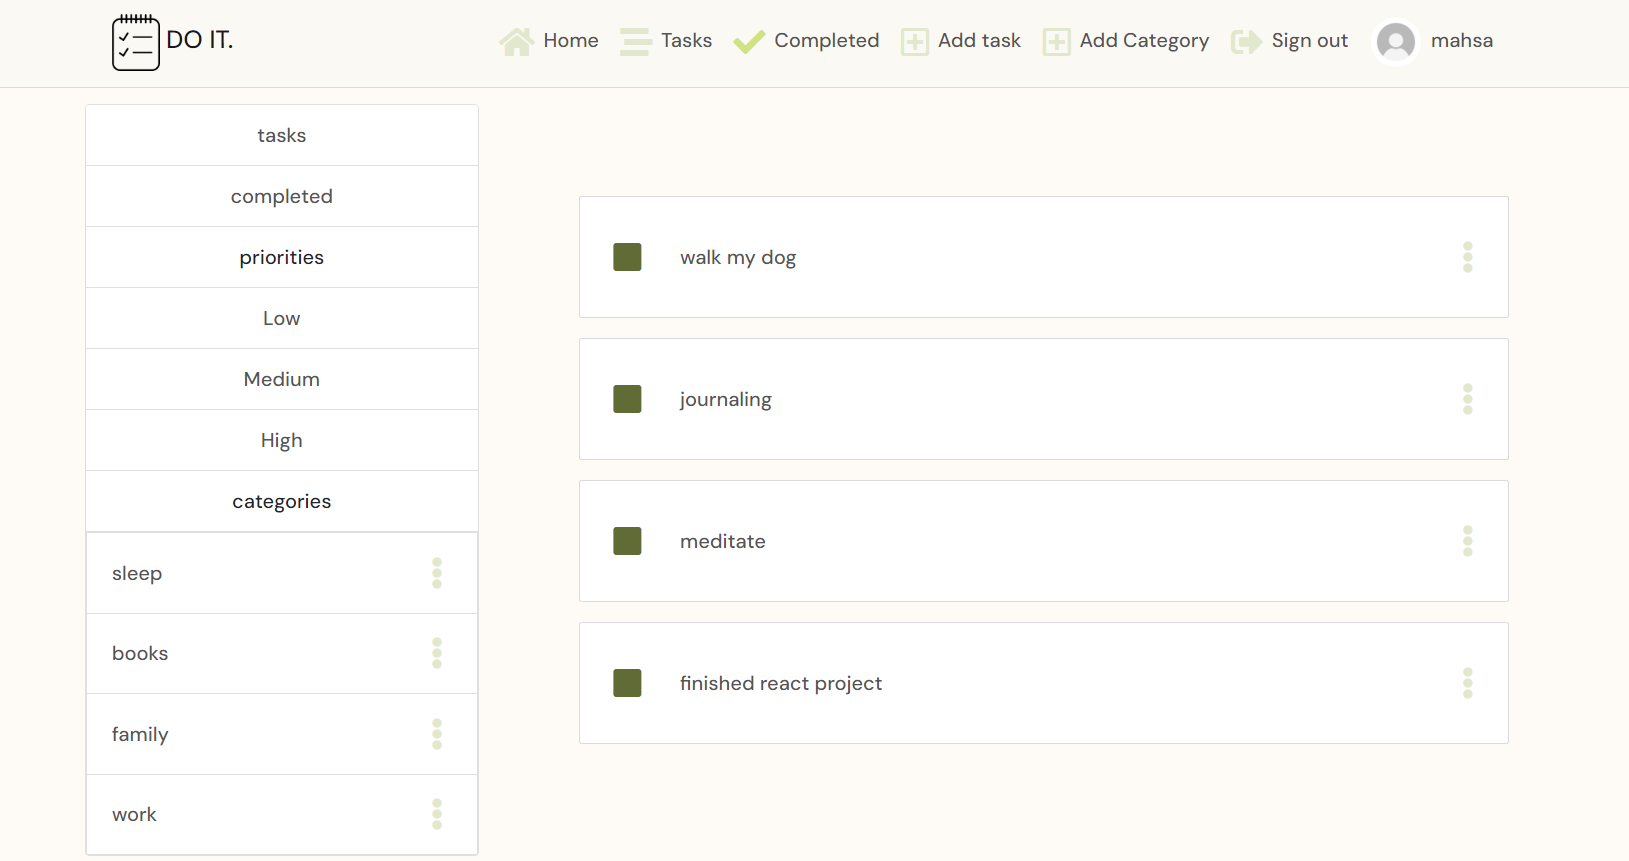 DO IT.
Home
Tasks
Completed
Add task
Add Category
Sign out
mahsa
tasks
completed
priorities
Low
Medium
High
categories
sleep
books
family
work
walk my dog
journaling
meditate
finished react project